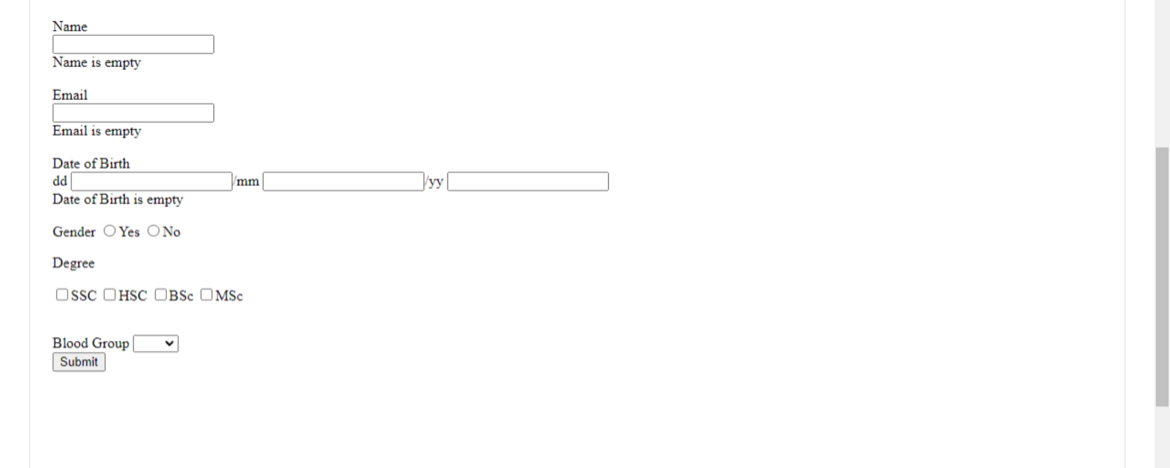 Name
Name is empty
Email
Email is empty
Date of Birth
dd /mm /yy
Date of Birth is empty
Gender Yes No
Degree
SSC HSC BSc MSc
Blood Group
Submit